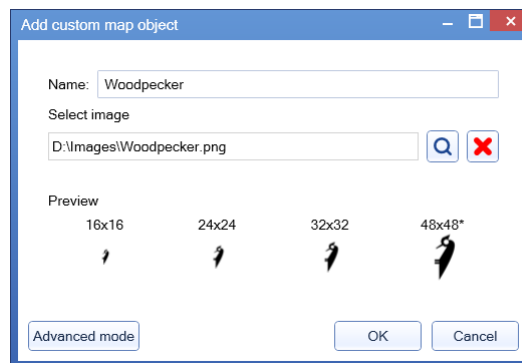 Add custom map object
Name: Woodpecker
Select image
D:\Images\Woodpecker.png
Preview
16x16 24x24 32x32 48x48*
Advanced mode OK Cancel